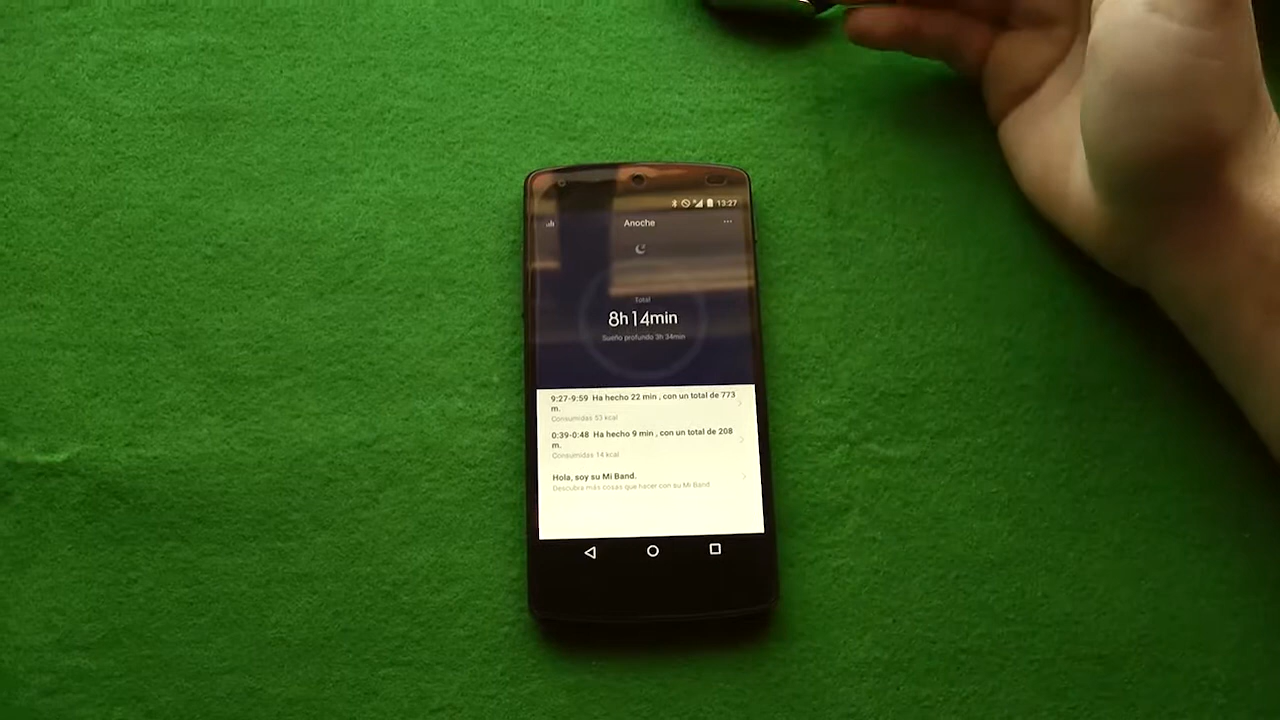 13:27
Anoche
Total
8h14min
Sueño profundo 3h 34min
9:27-9:59 Ha hecho 22 min , con un total de 773
m.
Consumidas 53 kcal
0:39-0:48 Ha hecho 9 min , con un total de 208
m.
Consumidas 14 kcal
Hola, soy su Mi Band.
Descubra más cosas que hacer con su Mi Band